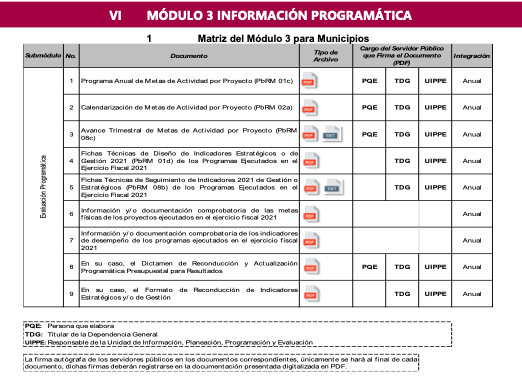 VI MÓDULO 3 INFORMACIÓN PROGRAMÁTICA
1 Matriz del Módulo 3 para Municipios
Submódulo No. Documento Tipo de Archivo Cargo del Servidor Público que Firma el Documento (PDF) Integración
PQE TDG UIPPE
Evaluación Programática
1 Programa Anual de Metas de Actividad por Proyecto (PbRM 01c) PDF PQE TDG UIPPE Anual
2 Calendarización de Metas de Actividad por Proyecto (PbRM 02a) PDF PQE TDG UIPPE Anual
3 Avance Trimestral de Metas de Actividad por Proyecto (PbRM
08c) PDF TXT PQE TDG UIPPE Anual
4 Fichas Técnicas de Diseño de Indicadores Estratégicos o de
Gestión 2021 (PbRM 01d) de los Programas Ejecutados en el
Ejercicio Fiscal 2021 PDF TDG UIPPE Anual
5 Fichas Técnicas de Seguimiento de Indicadores 2021 de Gestión o
Estratégicos (PbRM 08b) de los Programas Ejecutados en el
Ejercicio Fiscal 2021 PDF TXT TDG UIPPE Anual
6 Información y/o documentación comprobatoria de las metas
físicas de los proyectos ejecutados en el ejercicio fiscal 2021 PDF Anual
7 Información y/o documentación comprobatoria de los indicadores
de desempeño de los programas ejecutados en el ejercicio fiscal
2021 PDF Anual
8 En su caso, el Dictamen de Reconducción y Actualización
Programática Presupuestal para Resultados PDF PQE TDG UIPPE Anual
9 En su caso, el Formato de Reconducción de Indicadores
Estratégicos y/o de Gestión PDF TDG UIPPE Anual
PQE: Persona que elabora
TDG: Titular de la Dependencia General
UIPPE: Responsable de la Unidad de Información, Planeación, Programación y Evaluación
La firma autógrafa de los servidores públicos en los documentos correspondientes, únicamente se hará al final de cada
documento, dichas firmas deberán registrarse en la documentación presentada digitalizada en PDF.